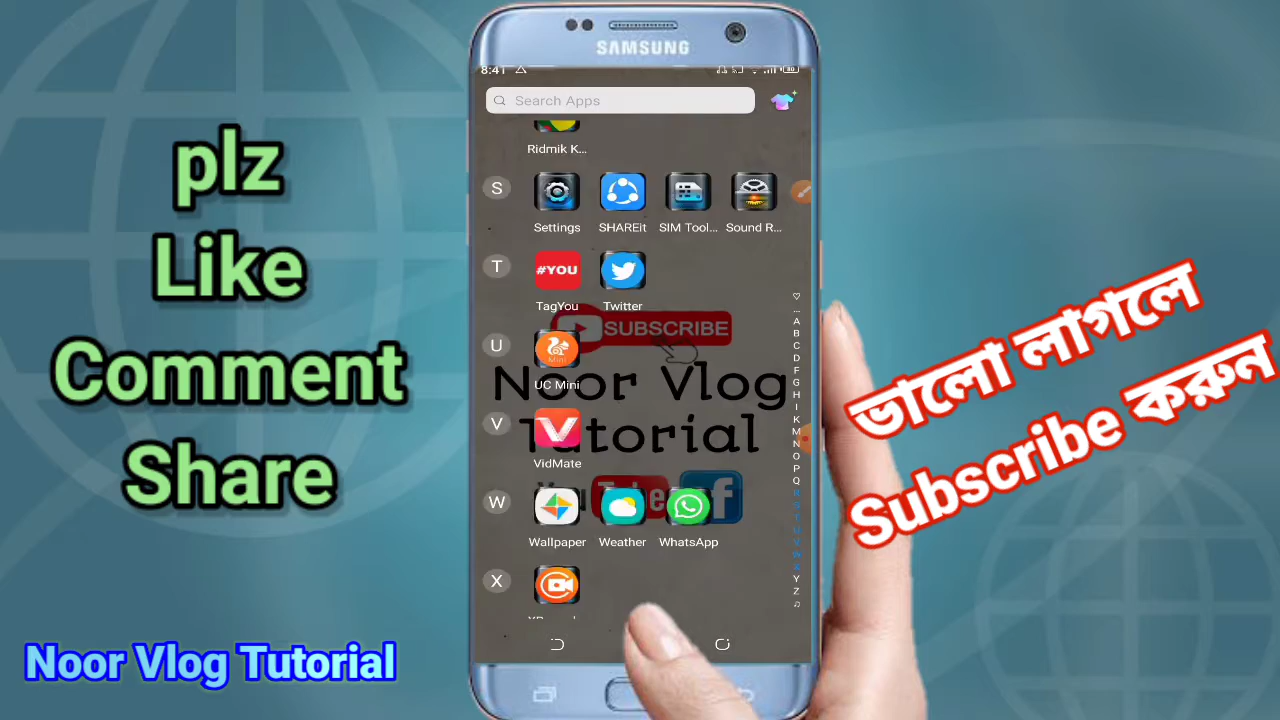 plz
Like
Comment
Share
Noor Vlog Tutorial
SAMSUNG
8:41
Search Apps
Ridmik K...
S
Settings
SHAREit
SIM Tool...
Sound R...
T
#YOU
TagYou
Twitter
SUBSCRIBE
U
Mini
UC Mini
Noor Vlog
Tutorial
V
VidMate
W
Wallpaper
Weather
WhatsApp
X
A
B
C
D
E
F
G
H
I
K
M
N
O
P
Q
R
S
T
U
V
W
X
Y
Z
ভালো লাগলে
Subscribe করুন